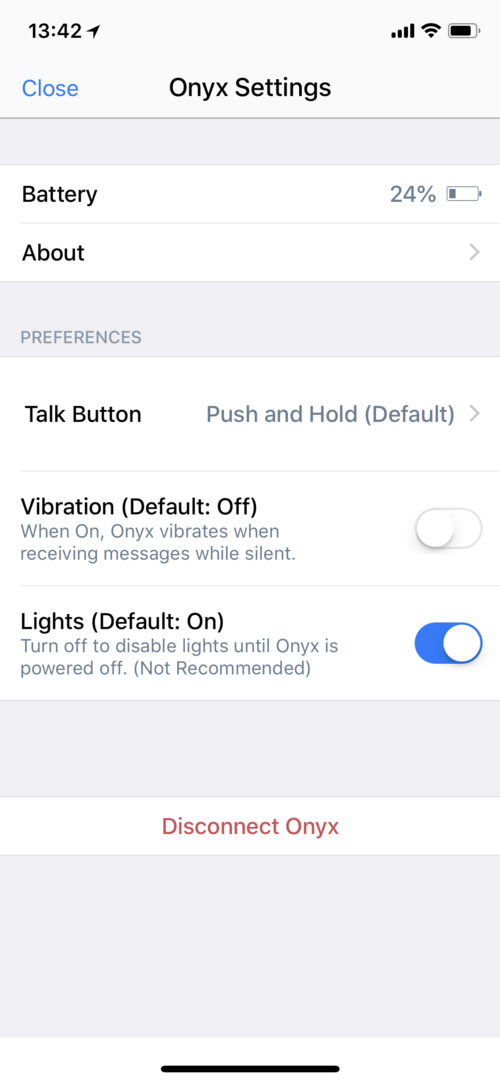 13:42
Close
Onyx Settings
Battery
24%
About
PREFERENCES
Talk Button
Push and Hold (Default)
Vibration (Default: Off)
When On, Onyx vibrates when
receiving messages while silent.
Lights (Default: On)
Turn off to disable lights until Onyx is
powered off. (Not Recommended)
Disconnect Onyx